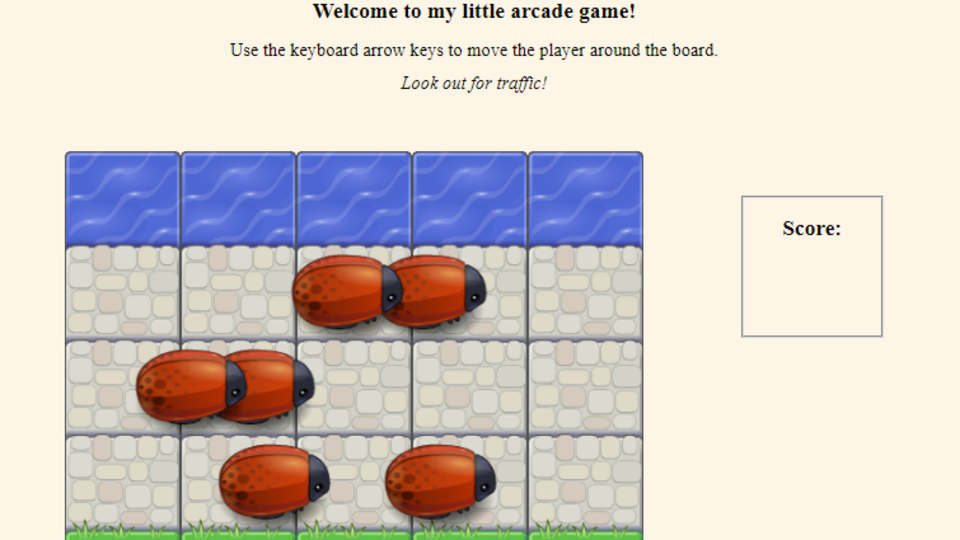 Welcome to my little arcade game!
Use the keyboard arrow keys to move the player around the board.
Look out for traffic!
Score: